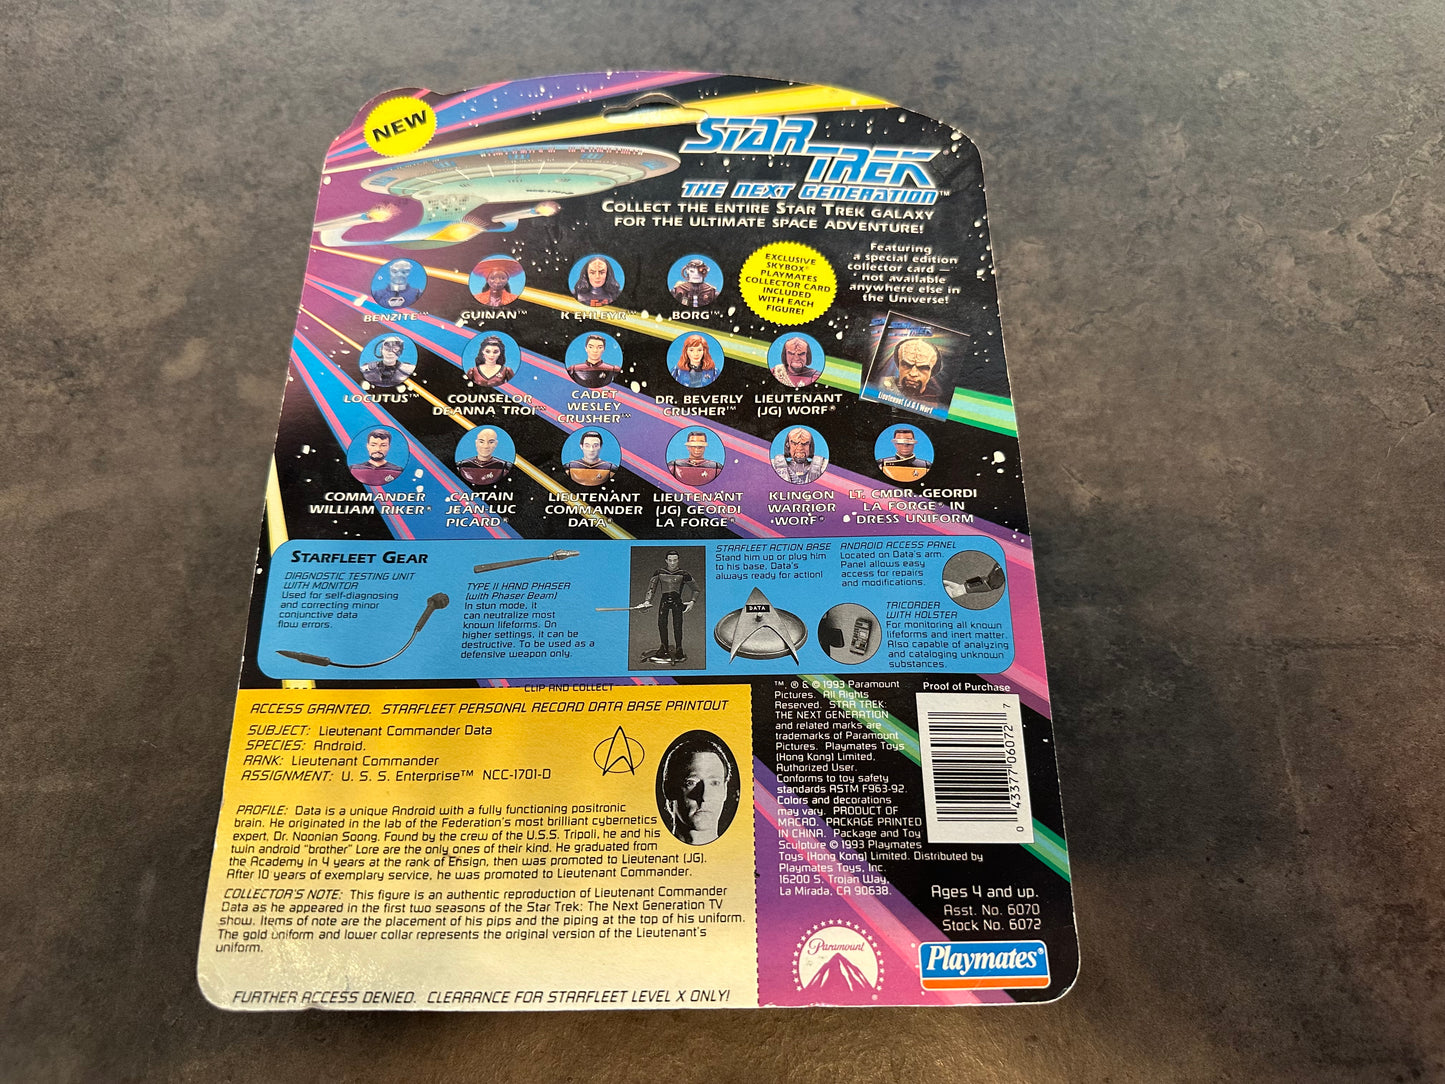 NEW
STAR TREK
THE NEXT GENERATION™
COLLECT THE ENTIRE STAR TREK GALAXY
FOR THE ULTIMATE SPACE ADVENTURE!
BENZITE™
GUINAN™
K'EHLEYR™
BORG™
EXCLUSIVE
SKYBOX®
PLAYMATES
COLLECTOR CARD
INCLUDED
WITH EACH
FIGURE!
Featuring
a special edition
collector card —
not available
anywhere else in
the Universe!
LOCUTUS™
COUNSELOR
DEANNA TROI™
CADET
WESLEY
CRUSHER™
DR. BEVERLY
CRUSHER™
LIEUTENANT
(JG) WORF®
STAR TREK
Lieutenant (J.G.) Worf
COMMANDER
WILLIAM RIKER®
CAPTAIN
JEAN-LUC
PICARD®
LIEUTENANT
COMMANDER
DATA®
LIEUTENANT
(JG) GEORDI
LA FORGE®
KLINGON
WARRIOR
WORF®
LT. CMDR. GEORDI
LA FORGE® IN
DRESS UNIFORM
STARFLEET GEAR
DIAGNOSTIC TESTING UNIT
WITH MONITOR
Used for self-diagnosing
and correcting minor
conjunctive data
flow errors.
TYPE II HAND PHASER
(with Phaser Beam)
In stun mode, it
can neutralize most
known lifeforms. On
higher settings, it can be
destructive. To be used as a
defensive weapon only.
STARFLEET ACTION BASE
Stand him up or plug him
to his base, Data's
always ready for action!
DATA
ANDROID ACCESS PANEL
Located on Data's arm.
Panel allows easy
access for repairs
and modifications.
TRICORDER
WITH HOLSTER
For monitoring all known
lifeforms and inert matter.
Also capable of analyzing
and cataloging unknown
substances.
CLIP AND COLLECT
ACCESS GRANTED. STARFLEET PERSONAL RECORD DATA BASE PRINTOUT
SUBJECT: Lieutenant Commander Data
SPECIES: Android.
RANK: Lieutenant Commander
ASSIGNMENT: U. S. S. Enterprise™ NCC-1701-D
PROFILE: Data is a unique Android with a fully functioning positronic
brain. He originated in the lab of the Federation's most brilliant cybernetics
expert, Dr. Noonian Soong. Found by the crew of the U.S.S. Tripoli, he and his
twin android "brother" Lore are the only ones of their kind. He graduated from
the Academy in 4 years at the rank of Ensign, then was promoted to Lieutenant (JG).
After 10 years of exemplary service, he was promoted to Lieutenant Commander.
COLLECTOR'S NOTE: This figure is an authentic reproduction of Lieutenant Commander
Data as he appeared in the first two seasons of the Star Trek: The Next Generation TV
show. Items of note are the placement of his pips and the piping at the top of his uniform.
The gold uniform and lower collar represents the original version of the Lieutenant's
uniform.
FURTHER ACCESS DENIED. CLEARANCE FOR STARFLEET LEVEL X ONLY!
™, ® & © 1993 Paramount
Pictures. All Rights
Reserved. STAR TREK:
THE NEXT GENERATION
and related marks are
trademarks of Paramount
Pictures. Playmates Toys
(Hong Kong) Limited,
Authorized User.
Conforms to toy safety
standards ASTM F963-92.
Colors and decorations
may vary. PRODUCT OF
MACAO. PACKAGE PRINTED
IN CHINA. Package and Toy
Sculpture © 1993 Playmates
Toys (Hong Kong) Limited. Distributed by
Playmates Toys, Inc.
16200 S. Trojan Way,
La Mirada, CA 90638.
Proof of Purchase
0 43377 06072 7
Ages 4 and up.
Asst. No. 6070
Stock No. 6072
Paramount
Playmates®